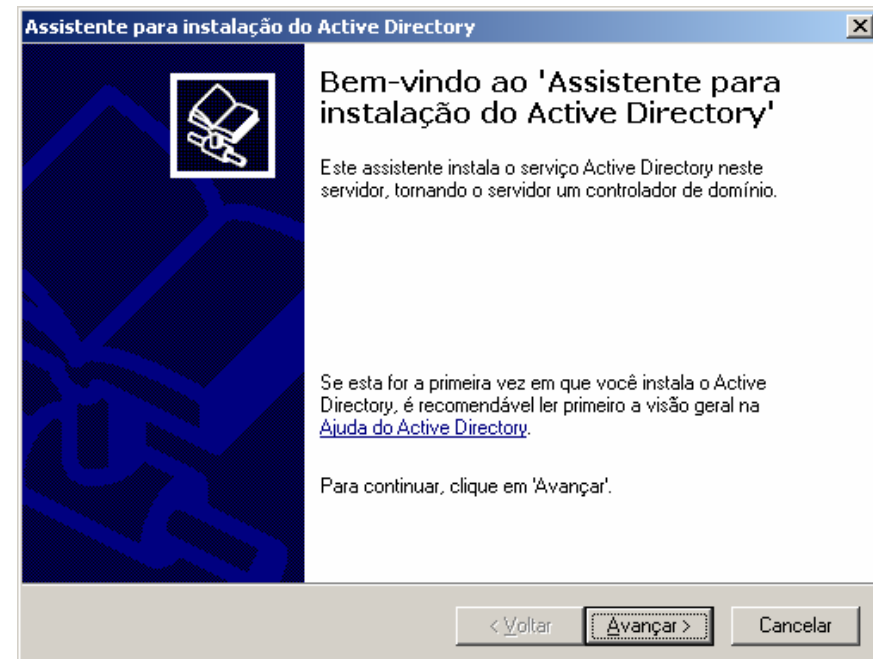 Assistente para instalação do Active Directory
Bem-vindo ao 'Assistente para
instalação do Active Directory'
Este assistente instala o serviço Active Directory neste
servidor, tornando o servidor um controlador de domínio.
Se esta for a primeira vez em que você instala o Active
Directory, é recomendável ler primeiro a visão geral na
Ajuda do Active Directory.
Para continuar, clique em 'Avançar'.
< Voltar
Avançar >
Cancelar